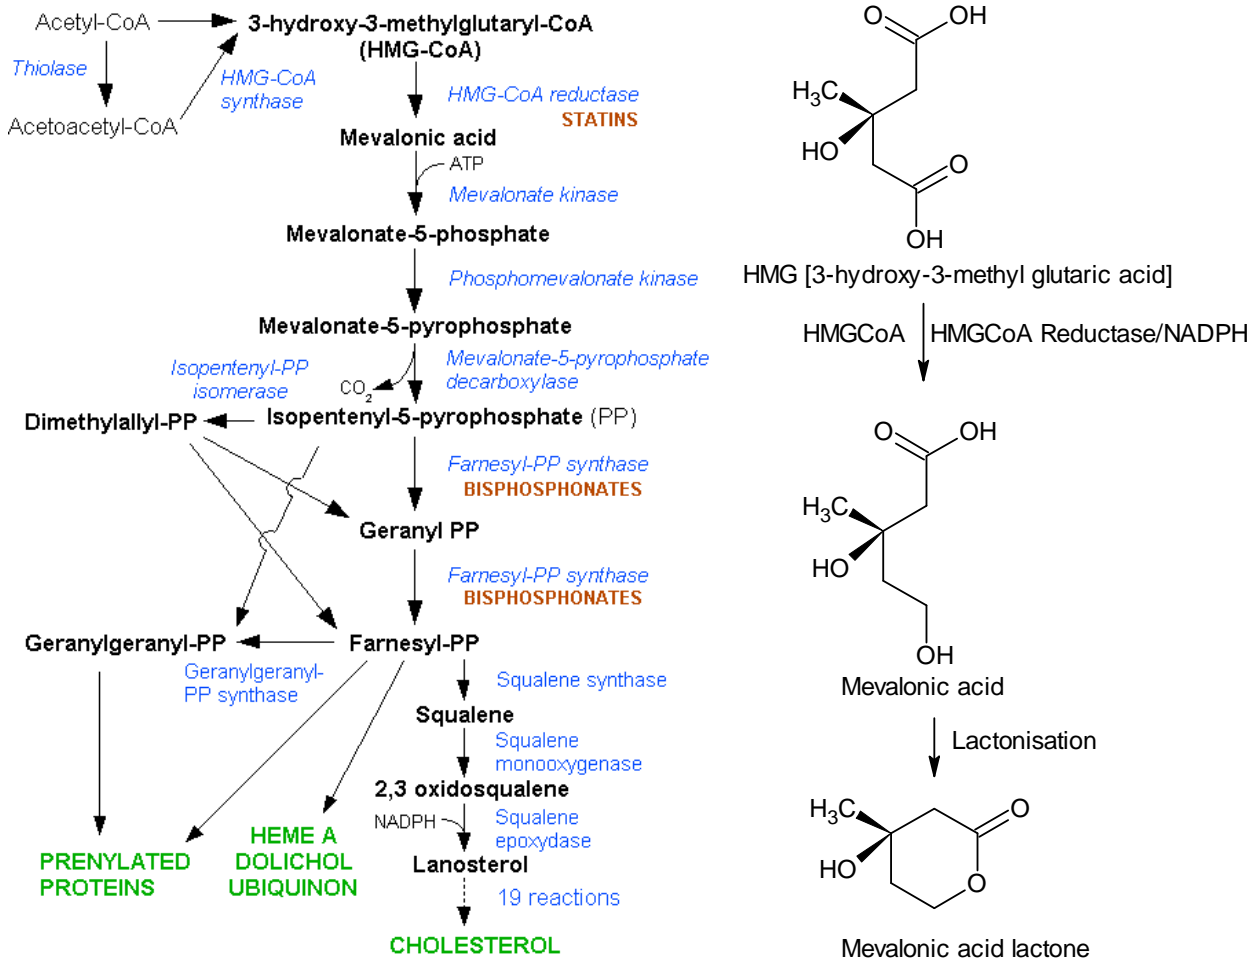 Acetyl-CoA
3-hydroxy-3-methylglutaryl-CoA
(HMG-CoA)
Thiolase
HMG-CoA
synthase
Acetoacetyl-CoA
HMG-CoA reductase
STATINS
Mevalonic acid
ATP
Mevalonate kinase
Mevalonate-5-phosphate
Phosphomevalonate kinase
Mevalonate-5-pyrophosphate
Isopentenyl-PP
isomerase
CO2
Mevalonate-5-pyrophosphate
decarboxylase
Dimethylallyl-PP
Isopentenyl-5-pyrophosphate (PP)
Farnesyl-PP synthase
BISPHOSPHONATES
Geranyl PP
Farnesyl-PP synthase
BISPHOSPHONATES
Geranylgeranyl-PP
Farnesyl-PP
Geranylgeranyl-
PP synthase
Squalene synthase
Squalene
Squalene
monooxygenase
2,3 oxidosqualene
NADPH
Squalene
epoxydase
Lanosterol
HEME A
DOLICHOL
UBIQUINON
PRENYLATED
PROTEINS
19 reactions
CHOLESTEROL
O
OH
H3C
HO
O
OH
HMG [3-hydroxy-3-methyl glutaric acid]
HMGCoA
HMGCoA Reductase/NADPH
O
OH
H3C
HO
OH
Mevalonic acid
Lactonisation
H3C
O
HO
O
Mevalonic acid lactone